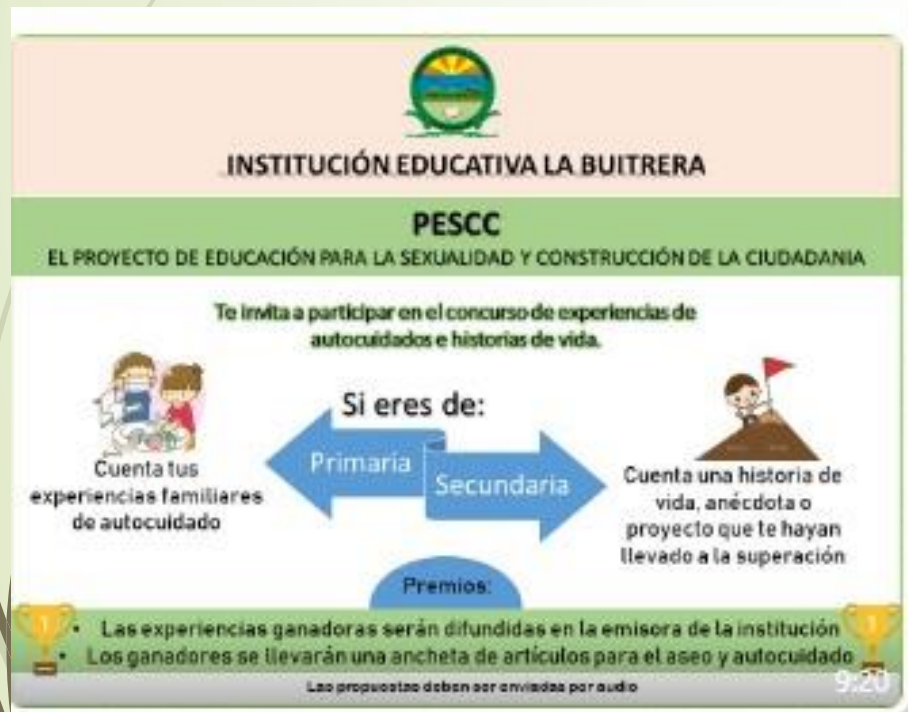 INSTITUCIÓN EDUCATIVA LA BUITRERA
PESCC
EL PROYECTO DE EDUCACIÓN PARA LA SEXUALIDAD Y CONSTRUCCIÓN DE LA CIUDADANIA
Te invita a participar en el concurso de experiencias de
autocuidados e historias de vida.
Si eres de:
Primaria
Secundaria
Cuenta tus
experiencias familiares
de autocuidado
Cuenta una historia de
vida, anécdota o
proyecto que te hayan
llevado a la superación
Premios:
1
1
• Las experiencias ganadoras serán difundidas en la emisora de la institución
• Los ganadores se llevarán una ancheta de artículos para el aseo y autocuidado
Las propuestas deben ser enviadas por audio
9:20